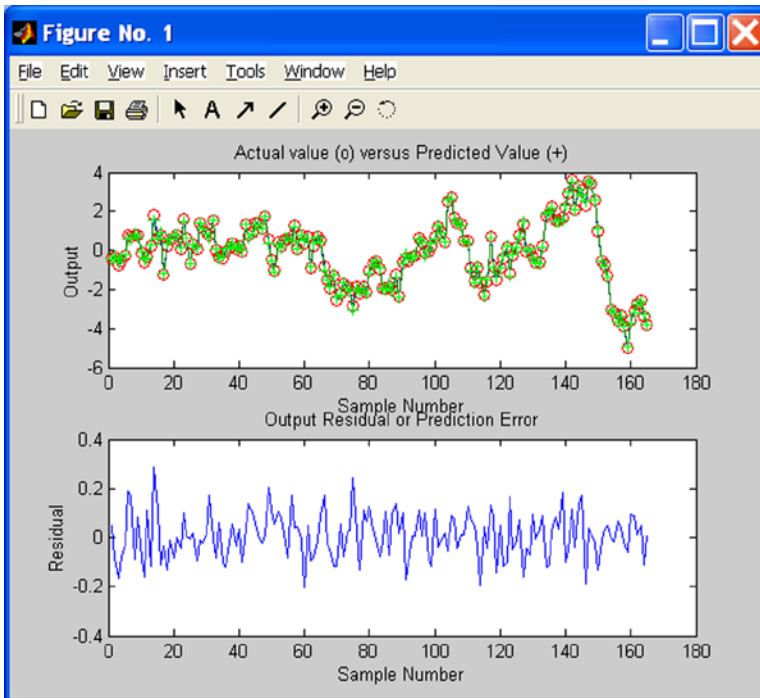 Figure No. 1
File Edit View Insert Tools Window Help
A
Actual value (o) versus Predicted Value (+)
4
2
0
-2
-4
-6
Output
0 20 40 60 80 100 120 140 160 180
Sample Number
Output Residual or Prediction Error
0.4
0.2
0
-0.2
-0.4
Residual
0 20 40 60 80 100 120 140 160 180
Sample Number